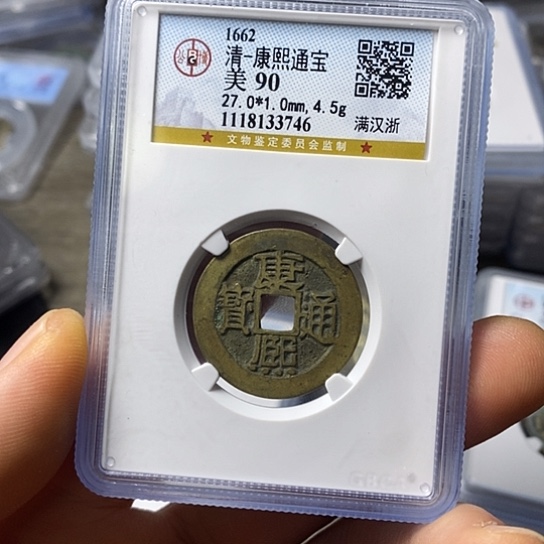 1662
清-康熙通宝
美 90
27.0*1.0mm, 4.5g
1118133746
满汉浙
★ 文物鉴定委员会监制 ★
康熙通寶